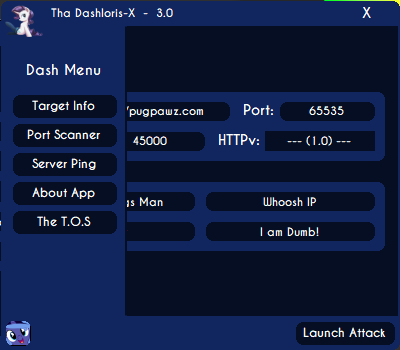 Tha Dashloris-X - 3.0 X
Dash Menu
Target Info
Port Scanner
Server Ping
About App
The T.O.S
/pugpawz.com Port: 65535
45000 HTTPv: --- (1.0) ---
gs Man Whoosh IP
I am Dumb!
Launch Attack